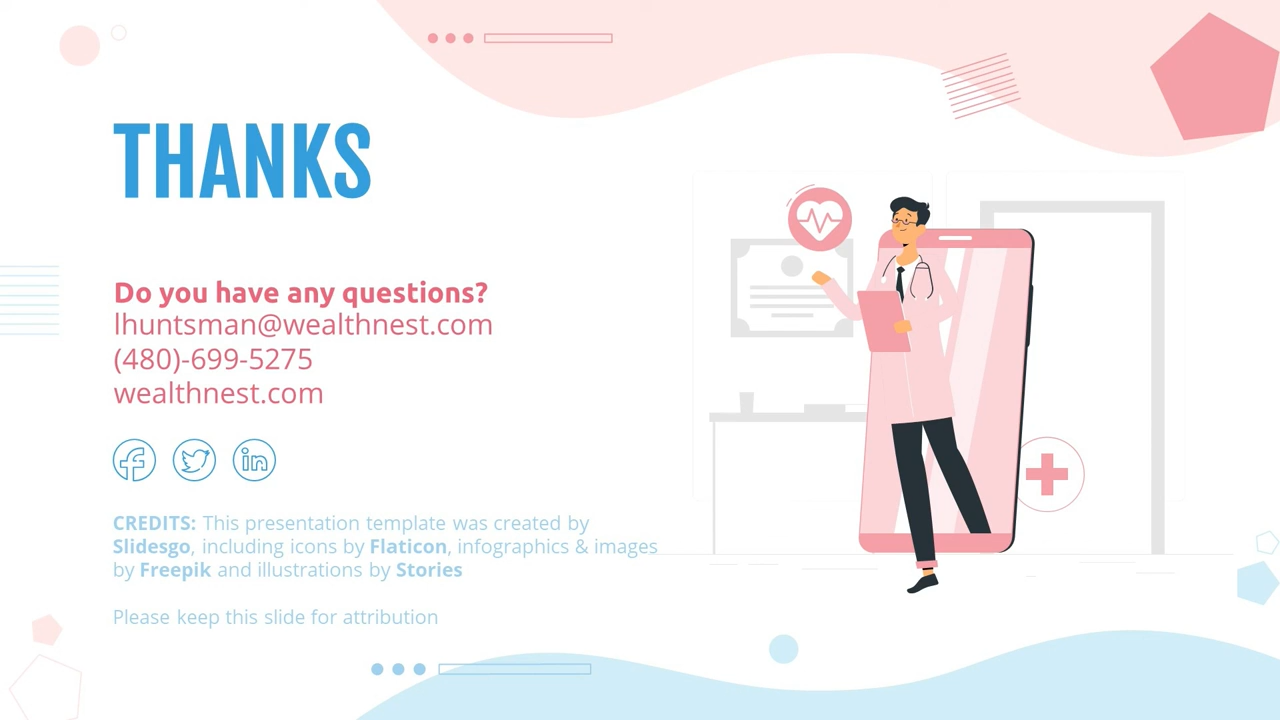 THANKS
Do you have any questions?
lhuntsman@wealthnest.com
(480)-699-5275
wealthnest.com
CREDITS: This presentation template was created by
Slidesgo, including icons by Flaticon, infographics & images
by Freepik and illustrations by Stories
Please keep this slide for attribution